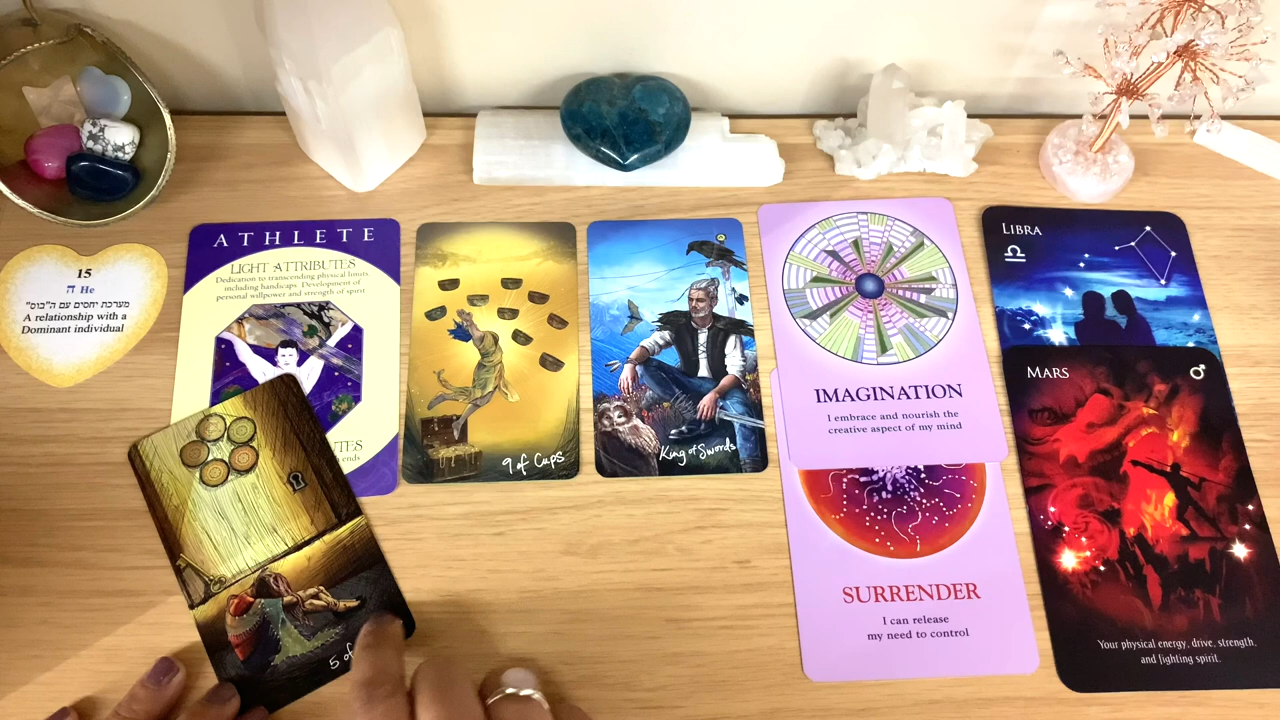 15
ה He
מערכת יחסים עם ה"בוס"
A relationship with a
Dominant individual
ATHLETE
LIGHT ATTRIBUTES
Dedication to transcending physical limits
including handicaps. Development of
personal willpower and strength of spirit
ends
5 of
9 of Cups
King of Swords
IMAGINATION
I embrace and nourish the
creative aspect of my mind
SURRENDER
I can release
my need to control
LIBRA
♎
MARS
♂
Your physical energy, drive, strength,
and fighting spirit.